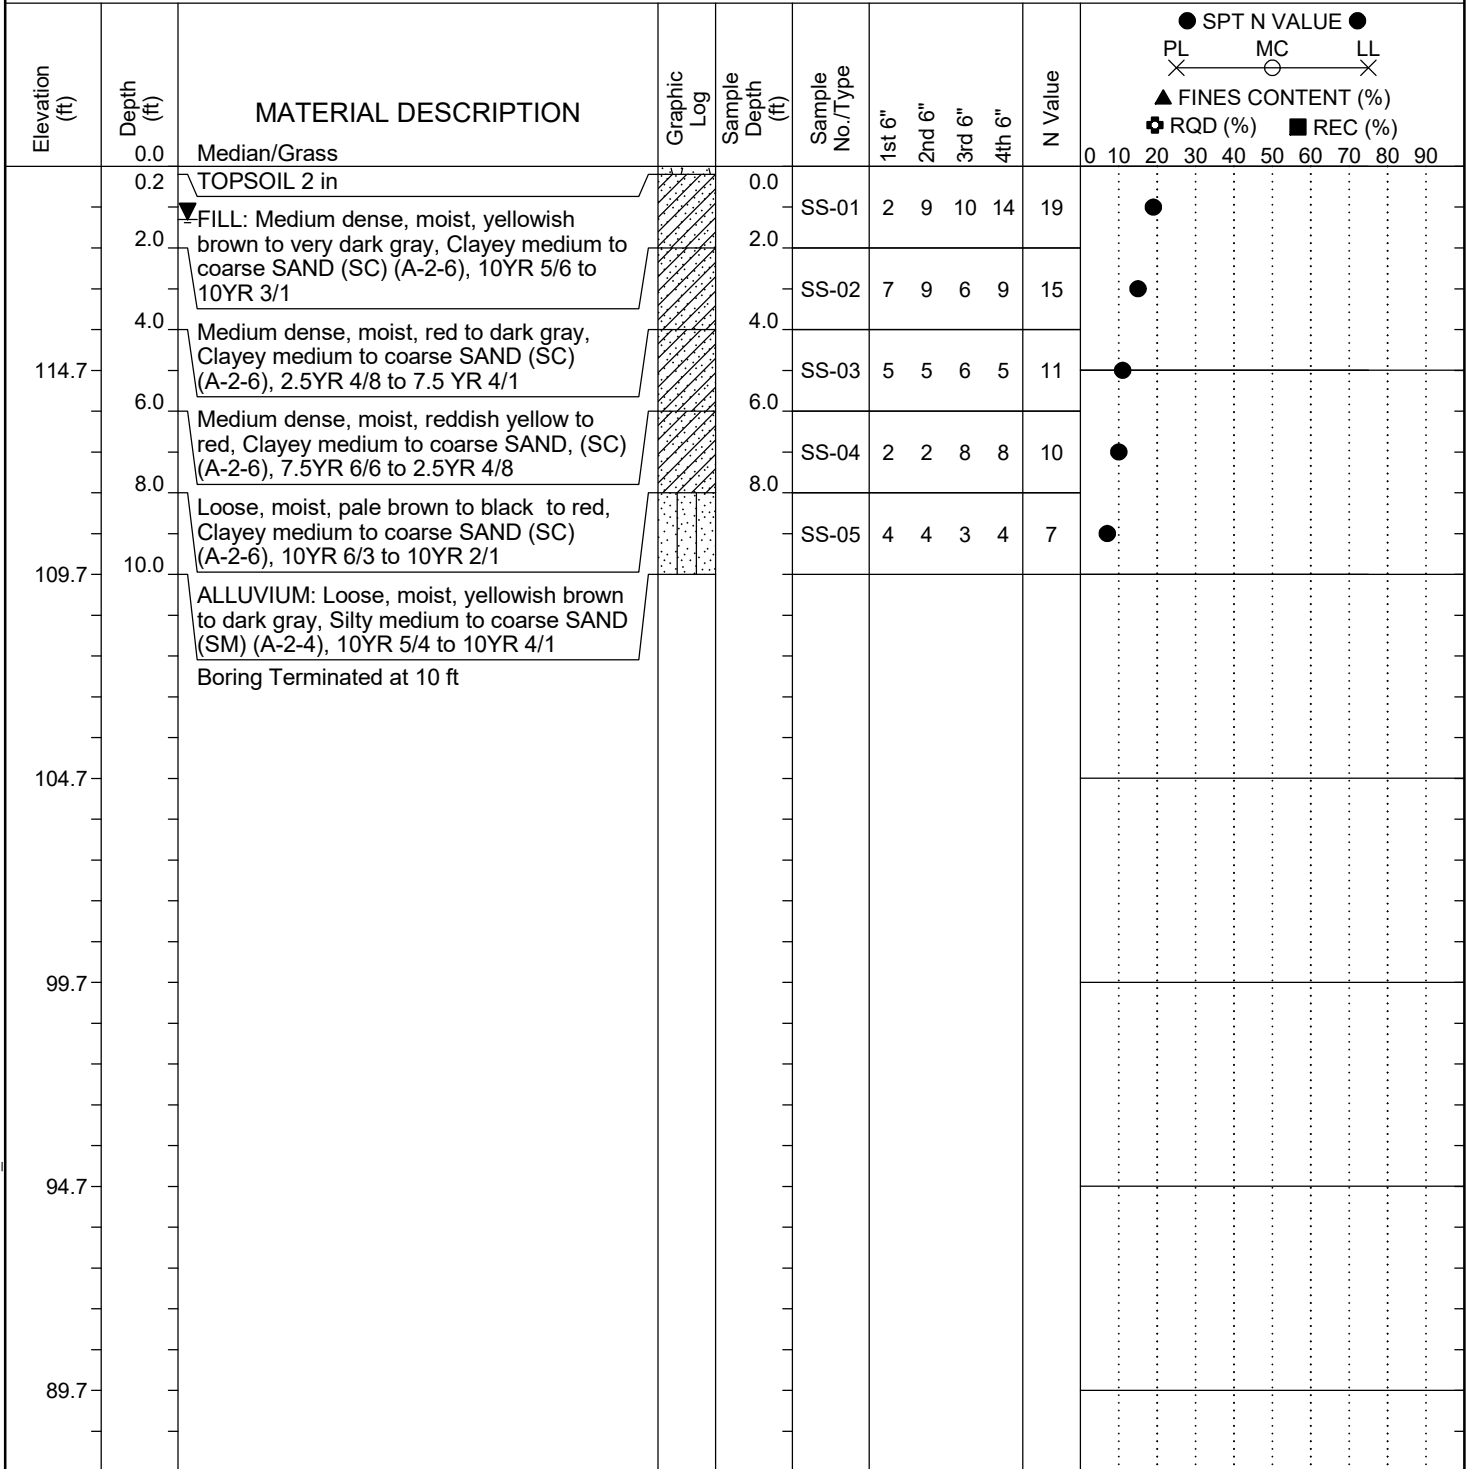 ● SPT N VALUE ●
PL MC LL
▲ FINES CONTENT (%)
RQD (%) ■ REC (%)
0 10 20 30 40 50 60 70 80 90
Elevation
(ft)
Depth
(ft)
MATERIAL DESCRIPTION
Graphic
Log
Sample
Depth
(ft)
Sample
No./Type
1st 6"
2nd 6"
3rd 6"
4th 6"
N Value
0.0 Median/Grass
0.2 TOPSOIL 2 in 0.0
SS-01 2 9 10 14 19
FILL: Medium dense, moist, yellowish
brown to very dark gray, Clayey medium to
coarse SAND (SC) (A-2-6), 10YR 5/6 to
10YR 3/1
2.0 2.0
SS-02 7 9 6 9 15
4.0 4.0
Medium dense, moist, red to dark gray,
Clayey medium to coarse SAND (SC)
(A-2-6), 2.5YR 4/8 to 7.5 YR 4/1
114.7 SS-03 5 5 6 5 11
6.0 6.0
Medium dense, moist, reddish yellow to
red, Clayey medium to coarse SAND, (SC)
(A-2-6), 7.5YR 6/6 to 2.5YR 4/8
SS-04 2 2 8 8 10
8.0 8.0
Loose, moist, pale brown to black to red,
Clayey medium to coarse SAND (SC)
(A-2-6), 10YR 6/3 to 10YR 2/1
SS-05 4 4 3 4 7
10.0
109.7
ALLUVIUM: Loose, moist, yellowish brown
to dark gray, Silty medium to coarse SAND
(SM) (A-2-4), 10YR 5/4 to 10YR 4/1
Boring Terminated at 10 ft
104.7
99.7
94.7
89.7